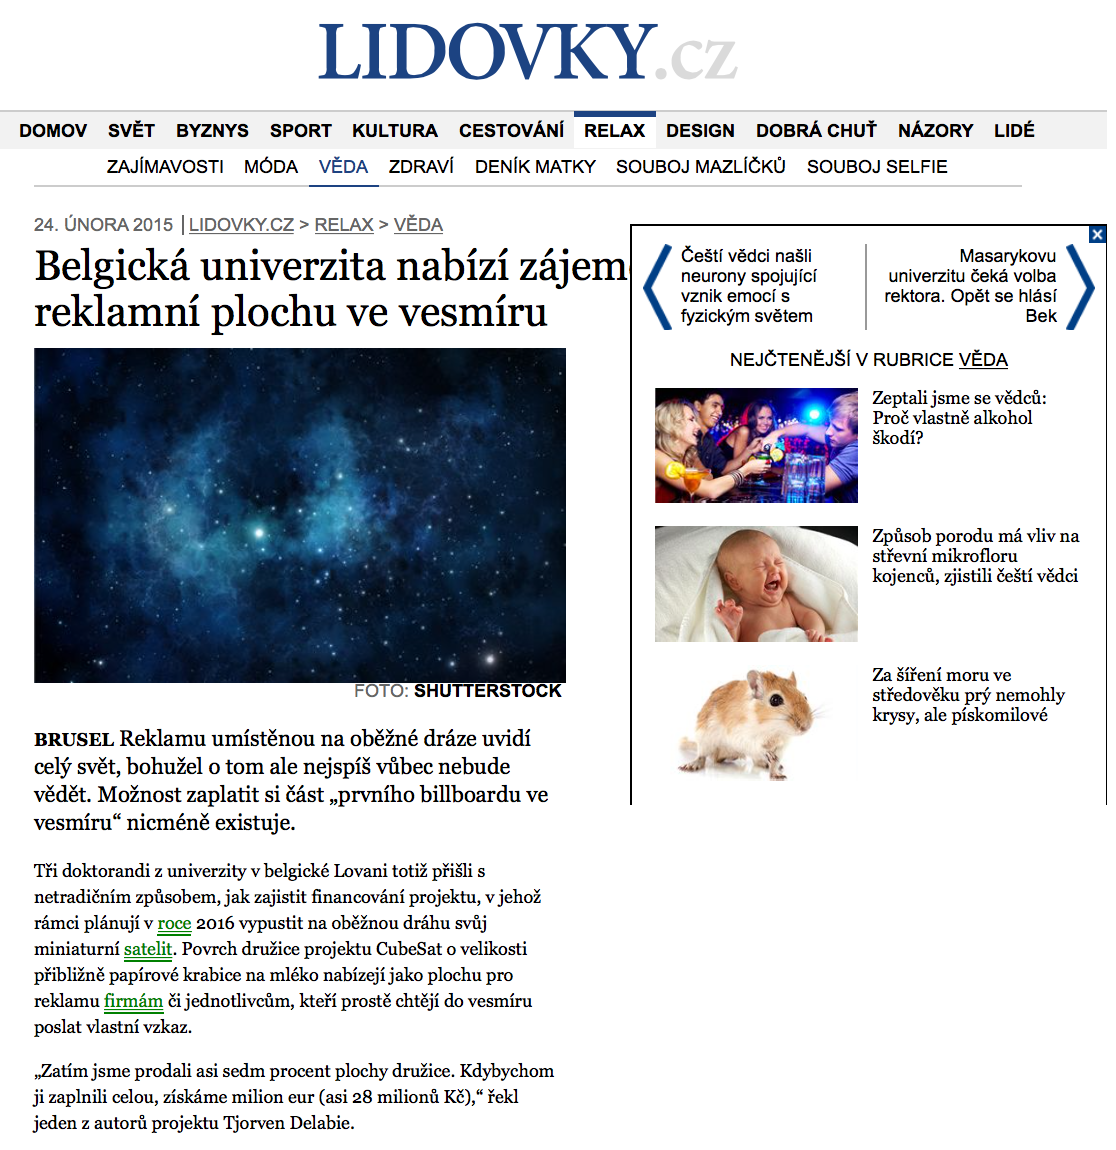 LIDOVKY.cz
DOMOV SVĚT BYZNYS SPORT KULTURA CESTOVÁNÍ RELAX DESIGN DOBRÁ CHUŤ NÁZORY LIDÉ
ZAJÍMAVOSTI MÓDA VĚDA ZDRAVÍ DENÍK MATKY SOUBOJ MAZLÍČKŮ SOUBOJ SELFIE
24. ÚNORA 2015 | LIDOVKY.CZ > RELAX > VĚDA
Belgická univerzita nabízí zájem
reklamní plochu ve vesmíru
FOTO: SHUTTERSTOCK
BRUSEL Reklamu umístěnou na oběžné dráze uvidí
celý svět, bohužel o tom ale nejspíš vůbec nebude
vědět. Možnost zaplatit si část „prvního billboardu ve
vesmíru“ nicméně existuje.
Tři doktorandi z univerzity v belgické Lovani totiž přišli s
netradičním způsobem, jak zajistit financování projektu, v jehož
rámci plánují v roce 2016 vypustit na oběžnou dráhu svůj
miniaturní satelit. Povrch družice projektu CubeSat o velikosti
přibližně papírové krabice na mléko nabízejí jako plochu pro
reklamu firmám či jednotlivcům, kteří prostě chtějí do vesmíru
poslat vlastní vzkaz.
„Zatím jsme prodali asi sedm procent plochy družice. Kdybychom
ji zaplnili celou, získáme milion eur (asi 28 milionů Kč),“ řekl
jeden z autorů projektu Tjorven Delabie.
Čeští vědci našli
neurony spojující
vznik emocí s
fyzickým světem
Masarykovu
univerzitu čeká volba
rektora. Opět se hlásí
Bek
NEJČTENĚJŠÍ V RUBRICE VĚDA
Zeptali jsme se vědců:
Proč vlastně alkohol
škodí?
Způsob porodu má vliv na
střevní mikrofloru
kojenců, zjistili čeští vědci
Za šíření moru ve
středověku prý nemohly
krysy, ale pískomilové